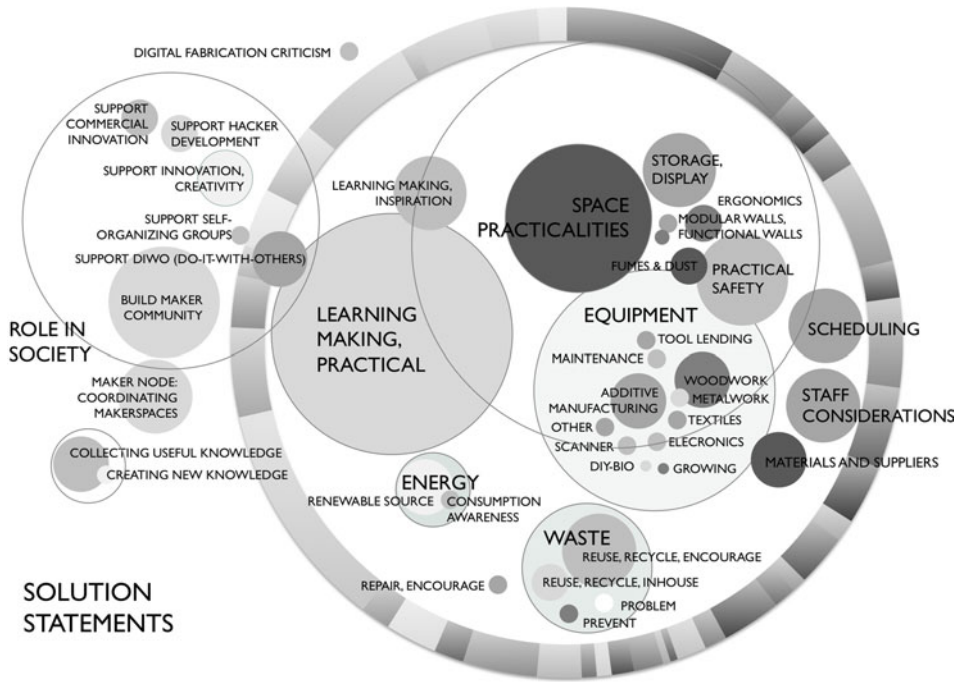 DIGITAL FABRICATION CRITICISM
SUPPORT
COMMERCIAL
INNOVATION
SUPPORT HACKER
DEVELOPMENT
SUPPORT INNOVATION,
CREATIVITY
SUPPORT SELF-
ORGANIZING GROUPS
SUPPORT DIWO (DO-IT-WITH-OTHERS)
BUILD MAKER
COMMUNITY
ROLE IN
SOCIETY
MAKER NODE:
COORDINATING
MAKERSPACES
COLLECTING USEFUL KNOWLEDGE
CREATING NEW KNOWLEDGE
LEARNING MAKING,
INSPIRATION
LEARNING
MAKING,
PRACTICAL
SPACE
PRACTICALITIES
STORAGE,
DISPLAY
ERGONOMICS
MODULAR WALLS,
FUNCTIONAL WALLS
FUMES & DUST
PRACTICAL
SAFETY
EQUIPMENT
TOOL LENDING
MAINTENANCE
WOODWORK
METALWORK
ADDITIVE
MANUFACTURING
TEXTILES
OTHER
SCANNER
ELECRONICS
DIY-BIO
GROWING
SCHEDULING
STAFF
CONSIDERATIONS
MATERIALS AND SUPPLIERS
ENERGY
RENEWABLE SOURCE
CONSUMPTION
AWARENESS
WASTE
REUSE, RECYCLE, ENCOURAGE
REUSE, RECYCLE, INHOUSE
PROBLEM
PREVENT
REPAIR, ENCOURAGE
SOLUTION
STATEMENTS